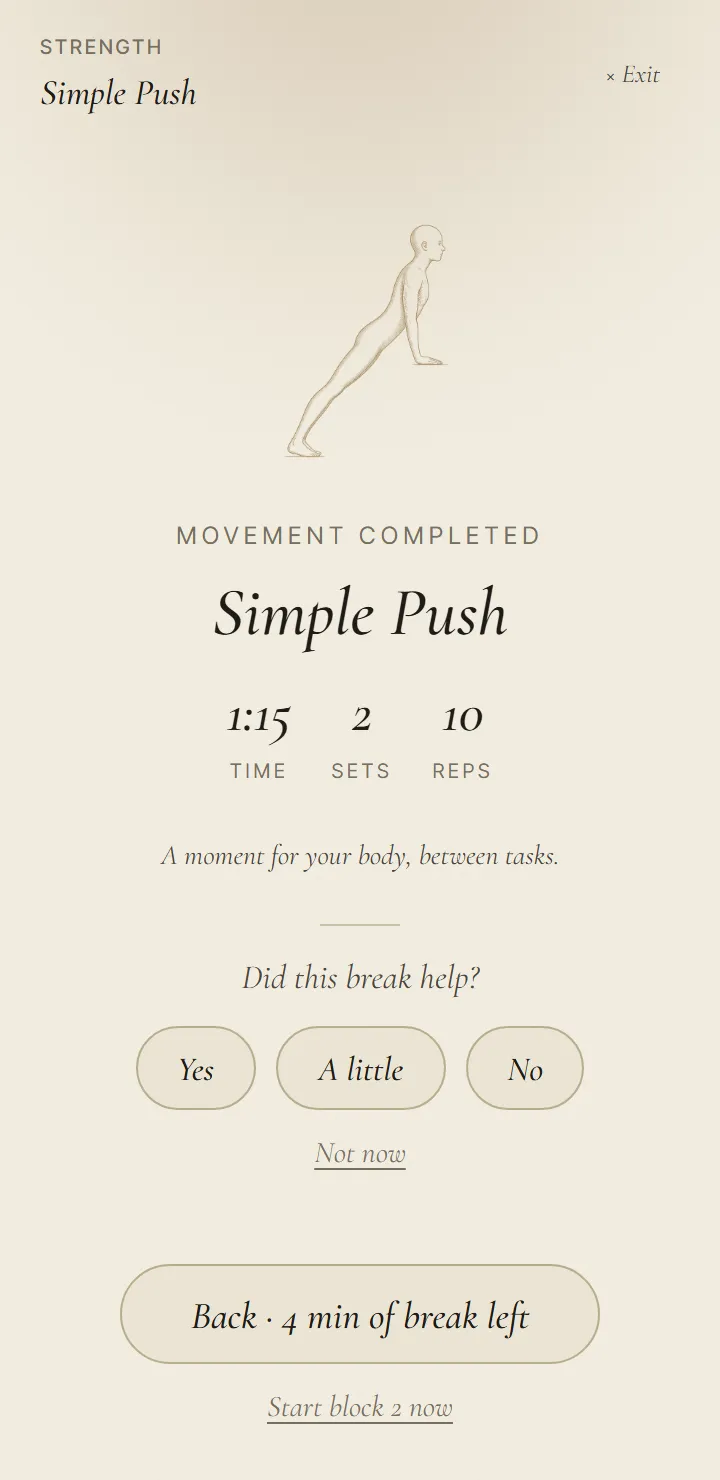 STRENGTH
Simple Push
× Exit
MOVEMENT COMPLETED
Simple Push
1:15 2 10
TIME SETS REPS
A moment for your body, between tasks.
Did this break help?
Yes A little No
Not now
Back · 4 min of break left
Start block 2 now